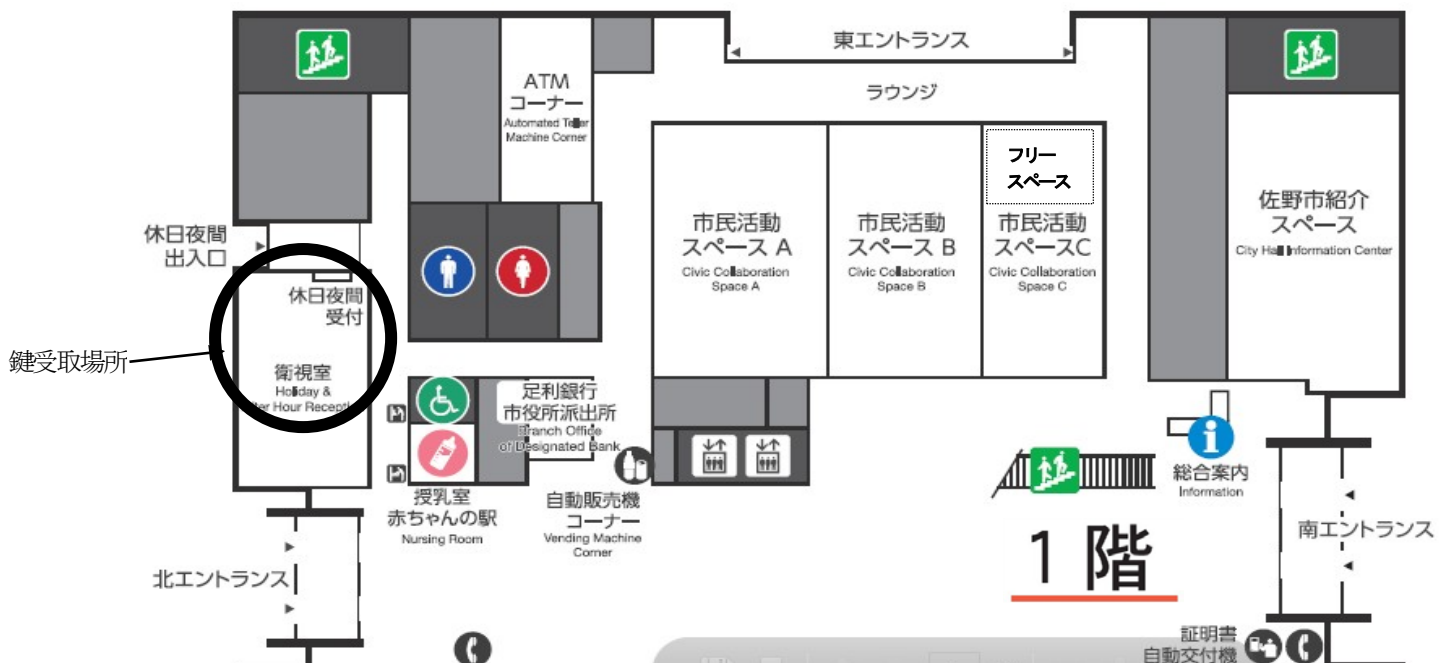 東エントランス
ラウンジ
ATM
コーナー
Automated Teller
Machine Corner
フリー
スペース
市民活動
スペース A
Civic Collaboration
Space A
市民活動
スペース B
Civic Collaboration
Space B
市民活動
スペースC
Civic Collaboration
Space C
佐野市紹介
スペース
City Hall Information Center
休日夜間
出入口
休日夜間
受付
鍵受取場所
衛視室
Holiday &
ter Hour Reception
足利銀行
市役所派出所
Branch Office
of Designated Bank
授乳室
赤ちゃんの駅
Nursing Room
自動販売機
コーナー
Vending Machine
Corner
総合案内
Information
1 階
南エントランス
北エントランス
証明書
自動交付機